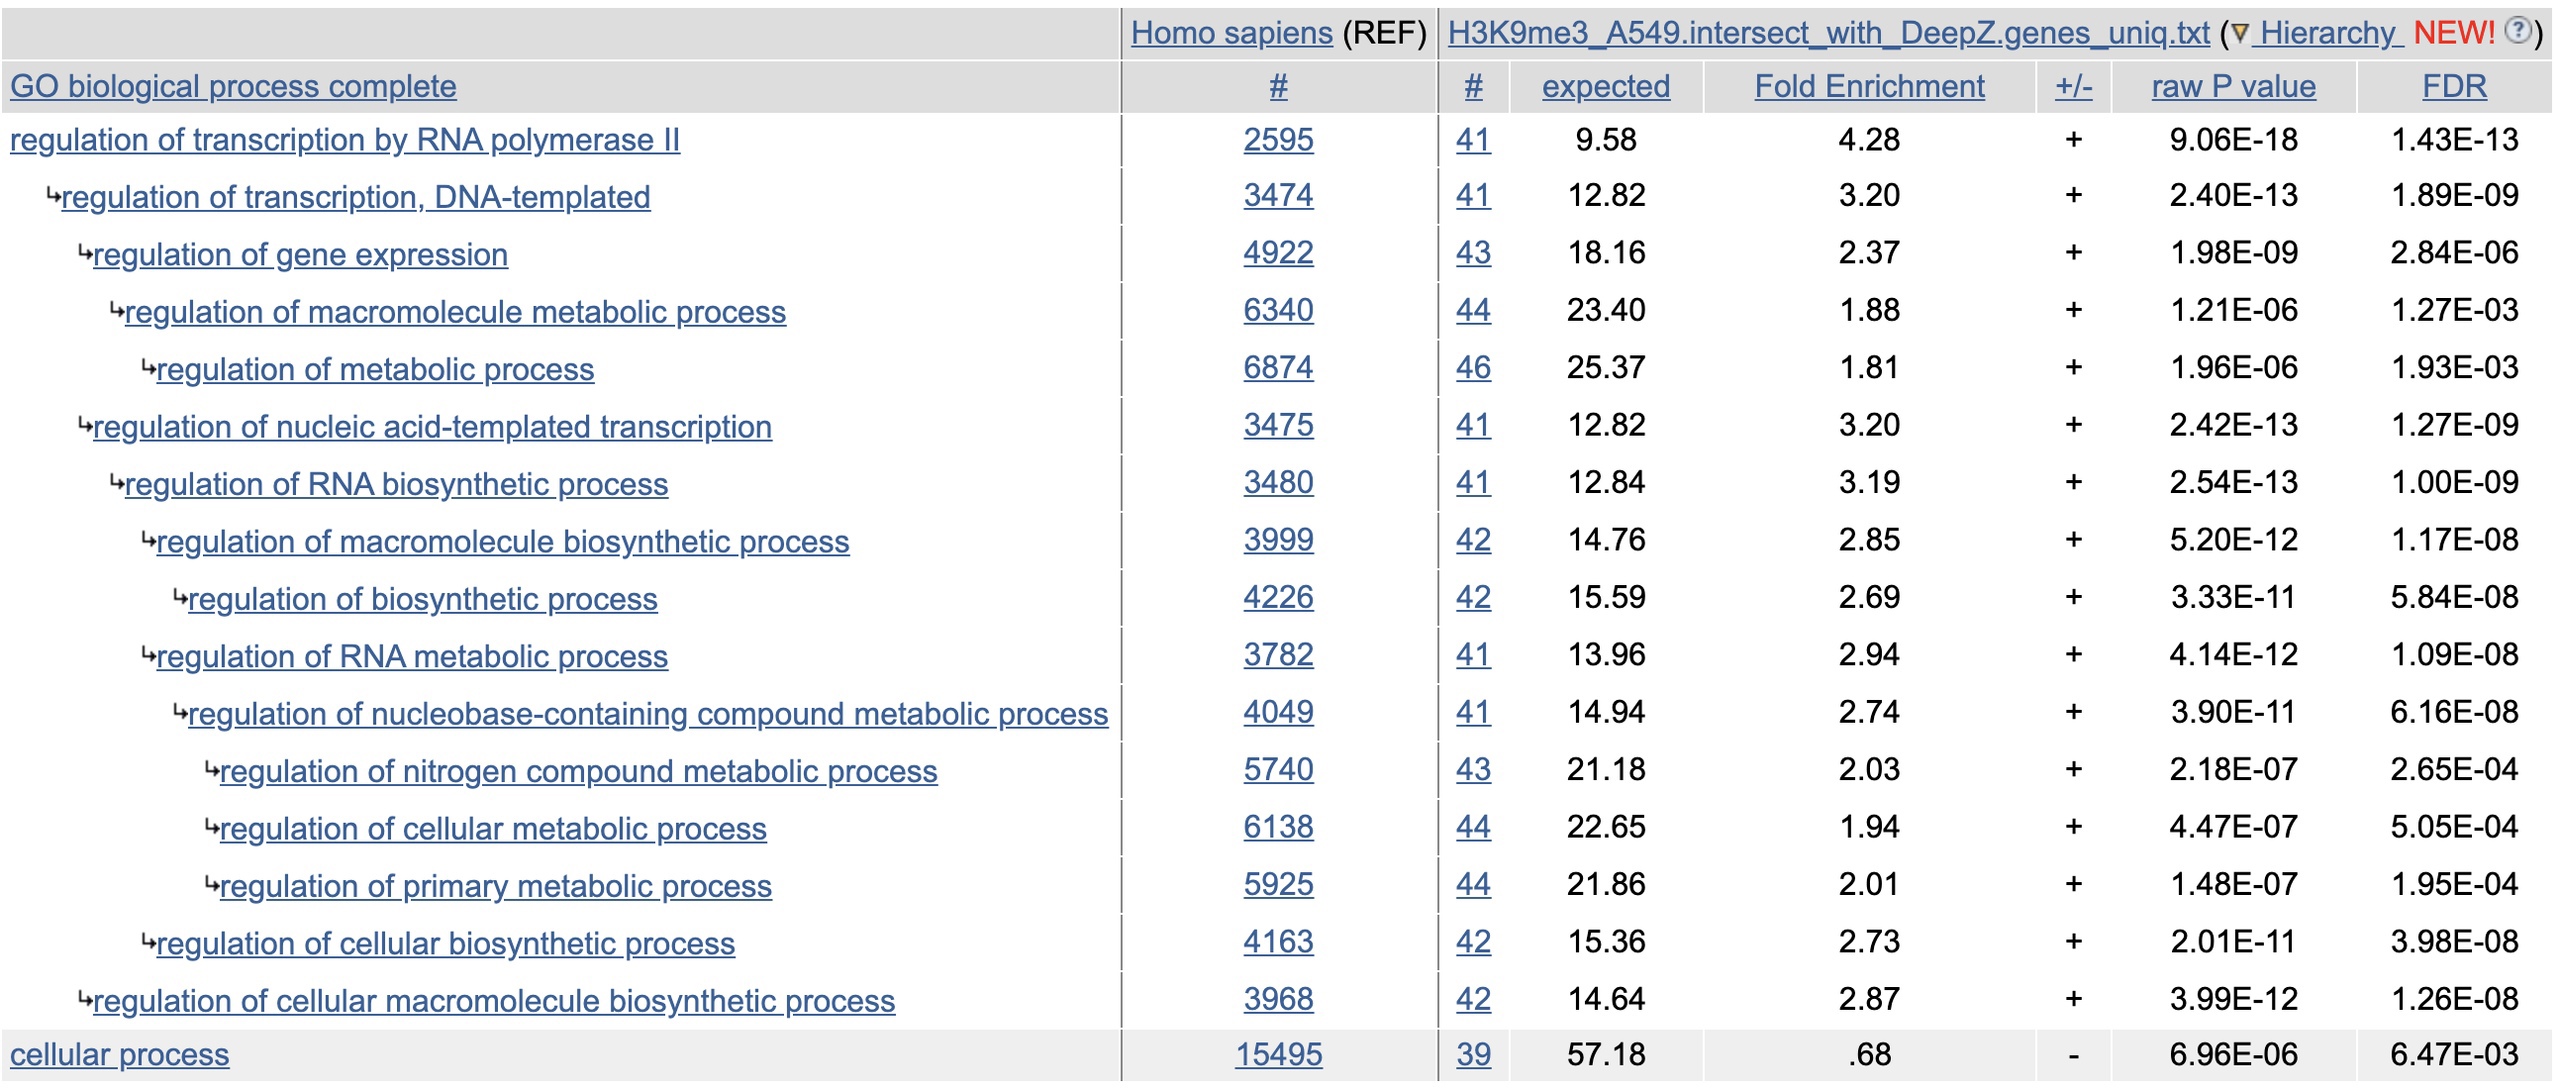 Homo sapiens (REF) H3K9me3_A549.intersect_with_DeepZ.genes_uniq.txt (▼ Hierarchy NEW! ?)
GO biological process complete # # expected Fold Enrichment +/- raw P value FDR
regulation of transcription by RNA polymerase II 2595 41 9.58 4.28 + 9.06E-18 1.43E-13
↳regulation of transcription, DNA-templated 3474 41 12.82 3.20 + 2.40E-13 1.89E-09
↳regulation of gene expression 4922 43 18.16 2.37 + 1.98E-09 2.84E-06
↳regulation of macromolecule metabolic process 6340 44 23.40 1.88 + 1.21E-06 1.27E-03
↳regulation of metabolic process 6874 46 25.37 1.81 + 1.96E-06 1.93E-03
↳regulation of nucleic acid-templated transcription 3475 41 12.82 3.20 + 2.42E-13 1.27E-09
↳regulation of RNA biosynthetic process 3480 41 12.84 3.19 + 2.54E-13 1.00E-09
↳regulation of macromolecule biosynthetic process 3999 42 14.76 2.85 + 5.20E-12 1.17E-08
↳regulation of biosynthetic process 4226 42 15.59 2.69 + 3.33E-11 5.84E-08
↳regulation of RNA metabolic process 3782 41 13.96 2.94 + 4.14E-12 1.09E-08
↳regulation of nucleobase-containing compound metabolic process 4049 41 14.94 2.74 + 3.90E-11 6.16E-08
↳regulation of nitrogen compound metabolic process 5740 43 21.18 2.03 + 2.18E-07 2.65E-04
↳regulation of cellular metabolic process 6138 44 22.65 1.94 + 4.47E-07 5.05E-04
↳regulation of primary metabolic process 5925 44 21.86 2.01 + 1.48E-07 1.95E-04
↳regulation of cellular biosynthetic process 4163 42 15.36 2.73 + 2.01E-11 3.98E-08
↳regulation of cellular macromolecule biosynthetic process 3968 42 14.64 2.87 + 3.99E-12 1.26E-08
cellular process 15495 39 57.18 .68 - 6.96E-06 6.47E-03